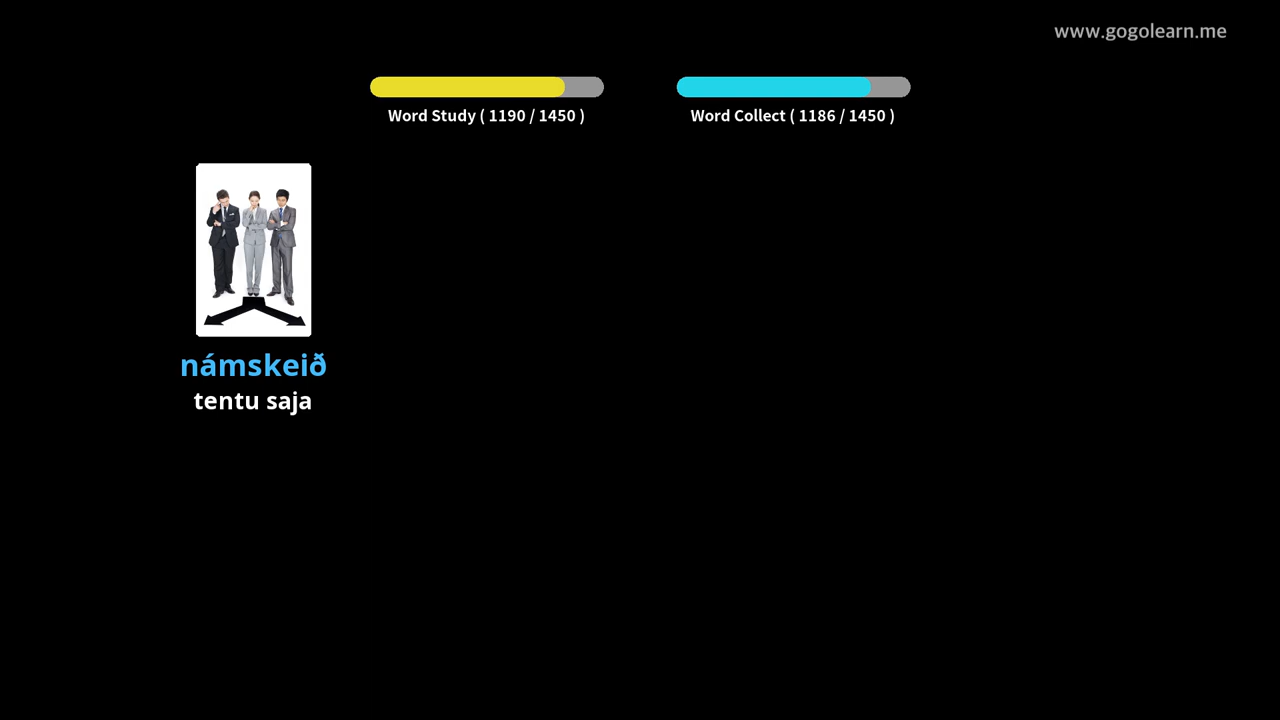 www.gogolearn.me
Word Study ( 1190 / 1450 )
Word Collect ( 1186 / 1450 )
námskeið
tentu saja